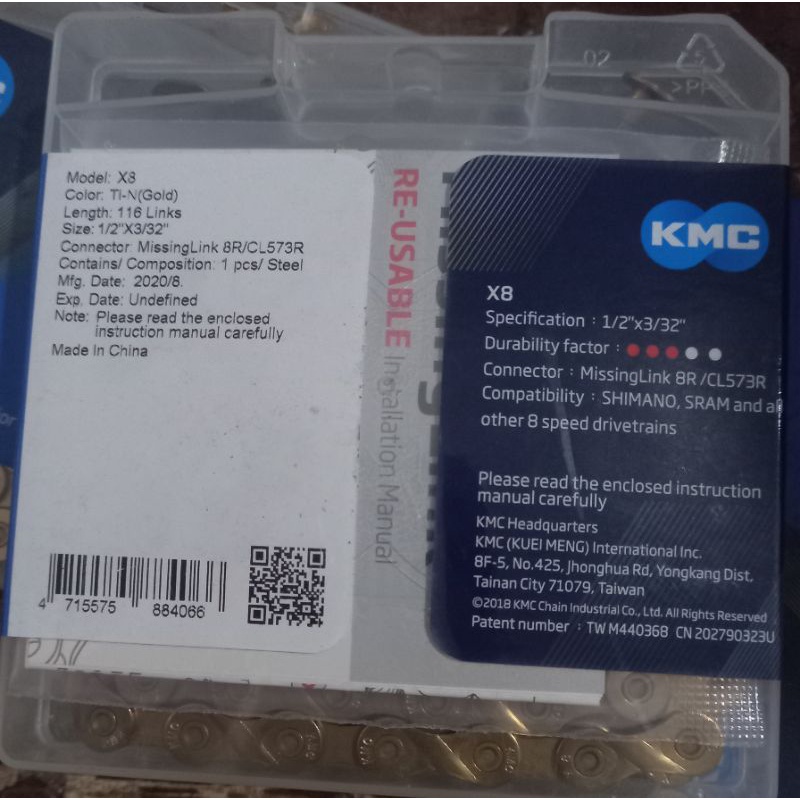 02
>PP<
Model: X8
Color: Ti-N(Gold)
Length: 116 Links
Size: 1/2"X3/32"
Connector: MissingLink 8R/CL573R
Contains/ Composition: 1 pcs/ Steel
Mfg. Date: 2020/8.
Exp. Date: Undefined
Note: Please read the enclosed
instruction manual carefully
Made In China
4 715575 884066
RE-USABLE Installation Manual
KMC
X8
Specification : 1/2"x3/32"
Durability factor :
Connector : MissingLink 8R /CL573R
Compatibility : SHIMANO, SRAM and
other 8 speed drivetrains
Please read the enclosed instruction
manual carefully
KMC Headquarters
KMC (KUEI MENG) International Inc.
8F-5, No.425, Jhonghua Rd, Yongkang Dist,
Tainan City 71079, Taiwan
©2018 KMC Chain Industrial Co., Ltd. All Rights Reserved
Patent number : TW M440368 CN 202790323U